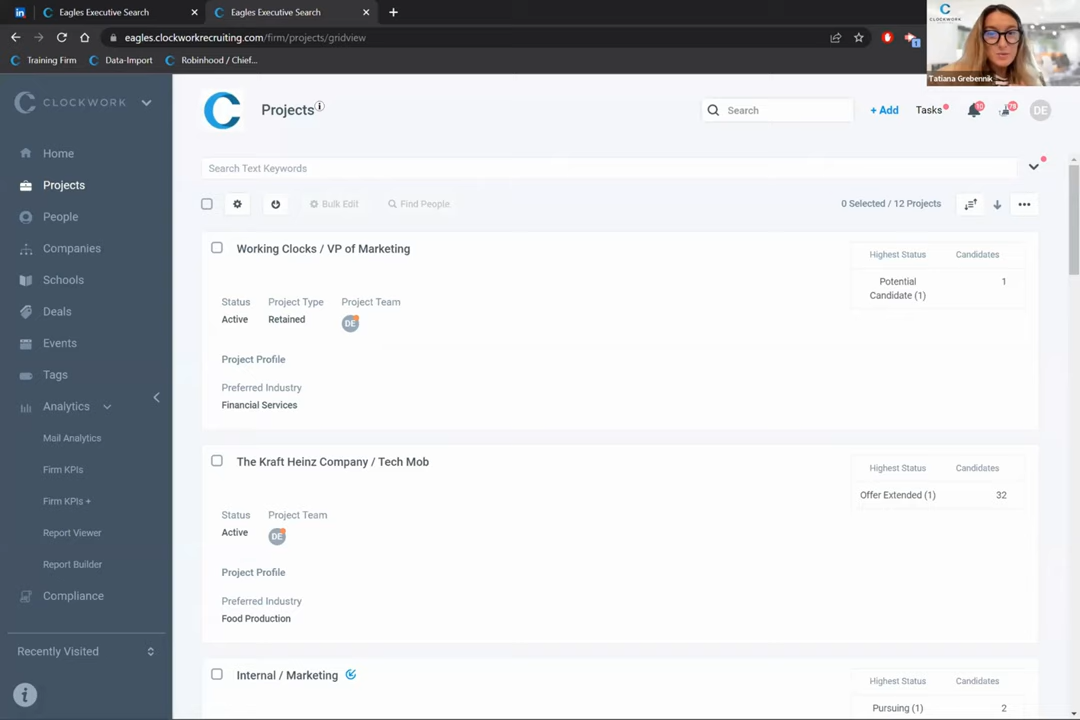 Eagles Executive Search
Eagles Executive Search
eagles.clockworkrecruiting.com/firm/projects/gridview
Training Firm
Data-Import
Robinhood / Chief...
CLOCKWORK
Tatiana Grebennik
CLOCKWORK
Projects
Search
+ Add
Tasks
DE
Home
Projects
People
Companies
Schools
Deals
Events
Tags
Analytics
Mail Analytics
Firm KPIs
Firm KPIs +
Report Viewer
Report Builder
Compliance
Recently Visited
Search Text Keywords
Bulk Edit
Find People
0 Selected / 12 Projects
Working Clocks / VP of Marketing
Highest Status Candidates
Potential Candidate (1) 1
Status Project Type Project Team
Active Retained DE
Project Profile
Preferred Industry
Financial Services
The Kraft Heinz Company / Tech Mob
Highest Status Candidates
Offer Extended (1) 32
Status Project Team
Active DE
Project Profile
Preferred Industry
Food Production
Internal / Marketing
Highest Status Candidates
Pursuing (1) 2